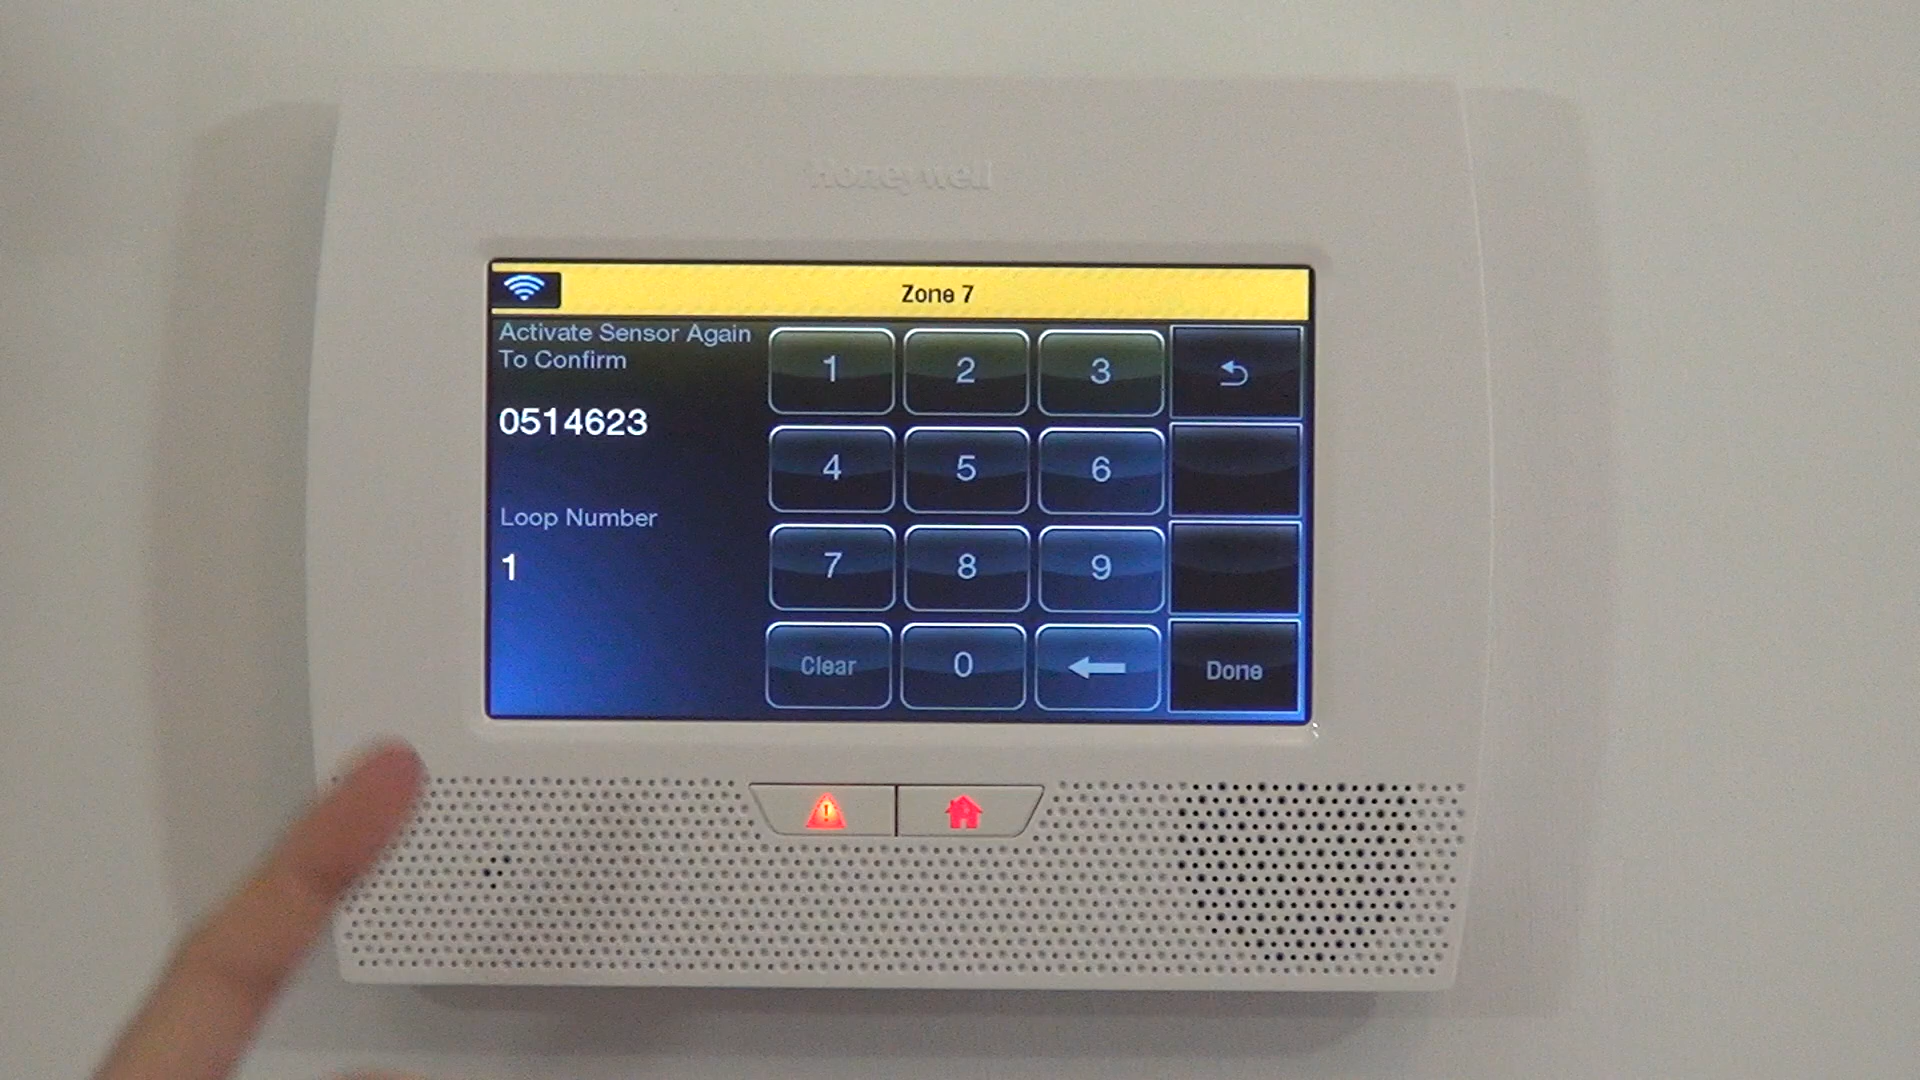 Honeywell
Zone 7
Activate Sensor Again
To Confirm
0514623
Loop Number
1
1 2 3
4 5 6
7 8 9
Clear 0 Done